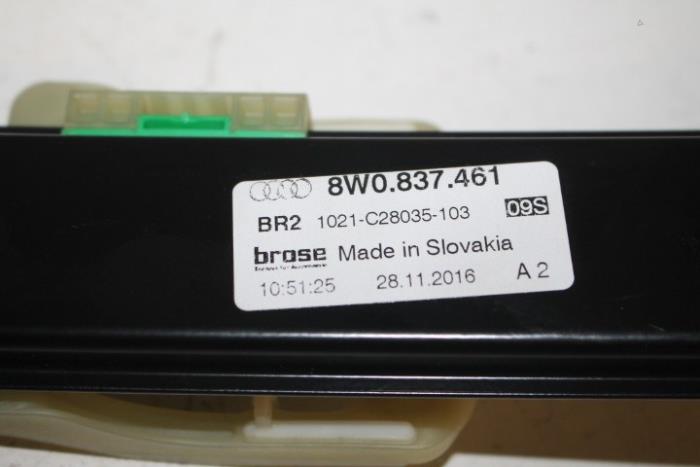 8W0.837.461
BR2 1021-C28035-103 09S
brose Made in Slovakia
10:51:25 28.11.2016 A 2